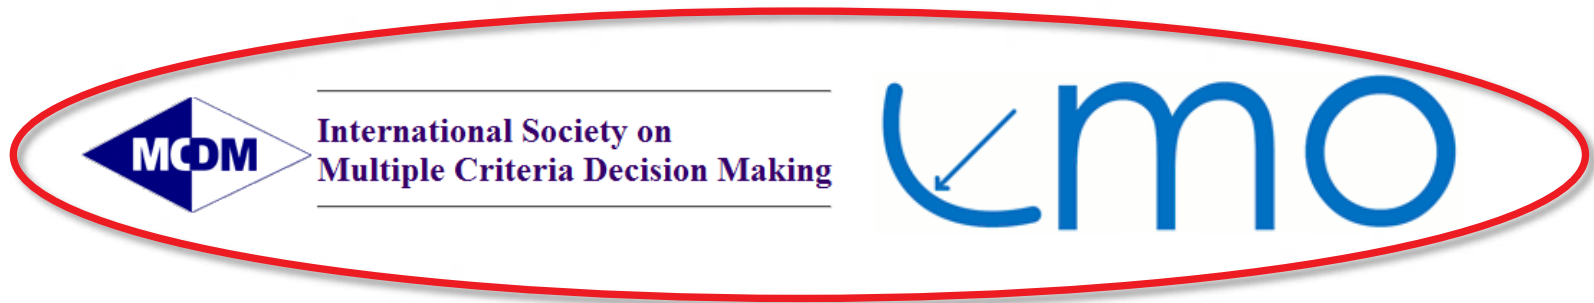 MCDM
International Society on
Multiple Criteria Decision Making
emo